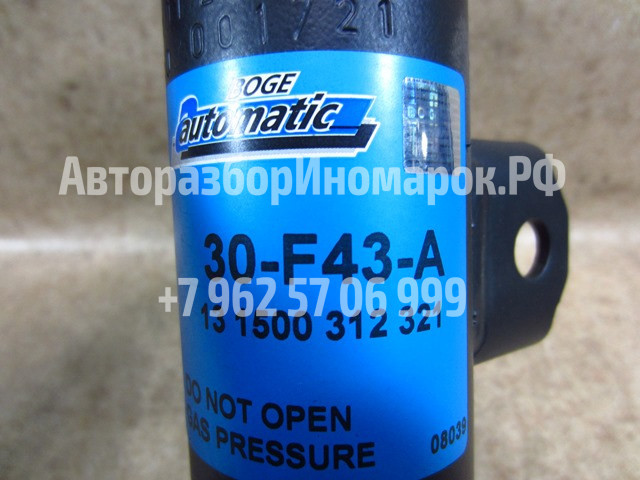 001721
BOGE
automatic
АвторазборИномарок.РФ
30-F43-A
+7 962 57 06 999
13 1500 312 321
DO NOT OPEN
GAS PRESSURE
08039